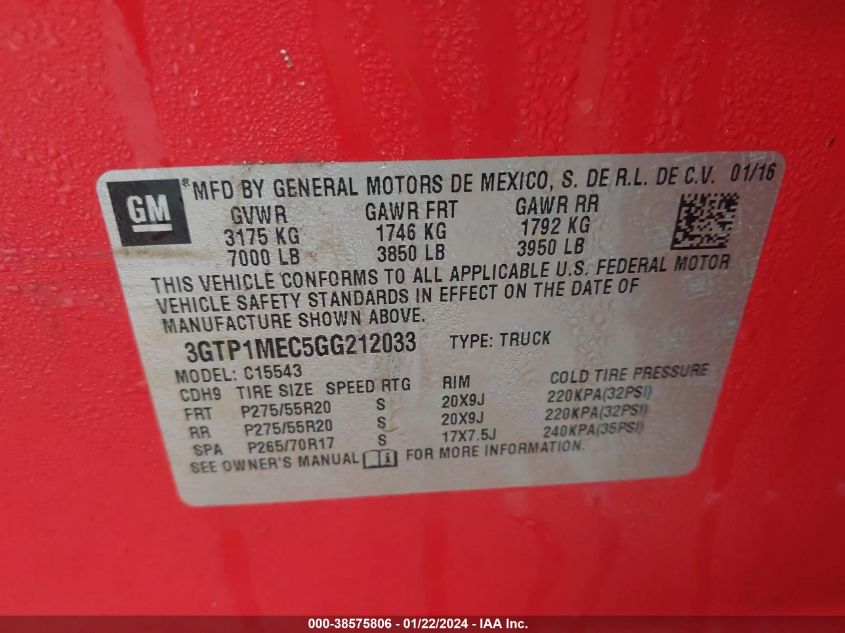 GM
®MFD BY GENERAL MOTORS DE MEXICO, S. DE R.L. DE C.V. 01/16
GVWR GAWR FRT GAWR RR
3175 KG 1746 KG 1792 KG
7000 LB 3850 LB 3950 LB
THIS VEHICLE CONFORMS TO ALL APPLICABLE U.S. FEDERAL MOTOR
VEHICLE SAFETY STANDARDS IN EFFECT ON THE DATE OF
MANUFACTURE SHOWN ABOVE.
3GTP1MEC5GG212033 TYPE: TRUCK
MODEL: C15543
CDH9 TIRE SIZE SPEED RTG RIM COLD TIRE PRESSURE
FRT P275/55R20 S 20X9J 220KPA(32PSI)
RR P275/55R20 S 20X9J 220KPA(32PSI)
SPA P265/70R17 S 17X7.5J 240KPA(35PSI)
SEE OWNER'S MANUAL FOR MORE INFORMATION.
000-38575806 - 01/22/2024 - IAA Inc.